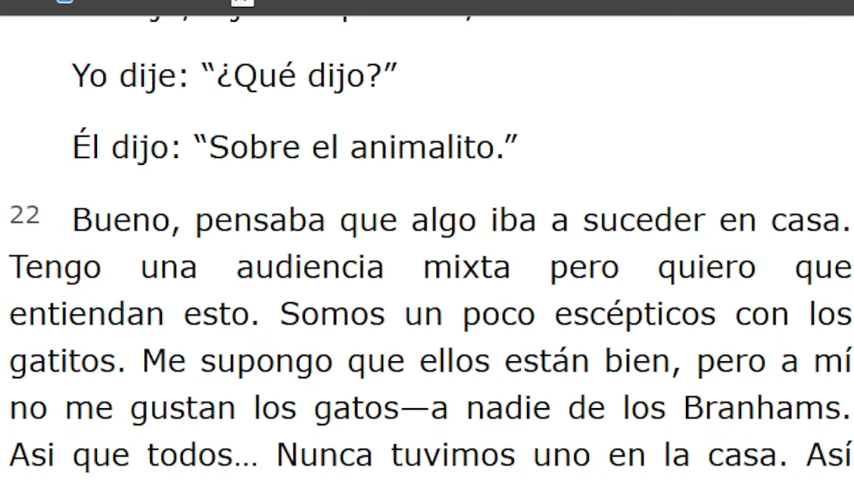 Yo dije: “¿Qué dijo?”
Él dijo: “Sobre el animalito.”
22 Bueno, pensaba que algo iba a suceder en casa.
Tengo una audiencia mixta pero quiero que
entiendan esto. Somos un poco escépticos con los
gatitos. Me supongo que ellos están bien, pero a mí
no me gustan los gatos—a nadie de los Branhams.
Asi que todos... Nunca tuvimos uno en la casa. Así